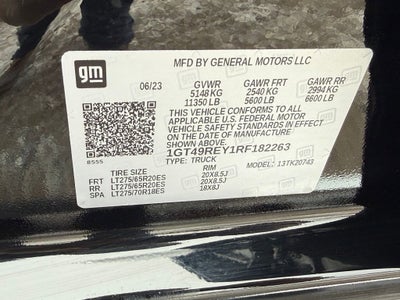 gm
MFD BY GENERAL MOTORS LLC
06/23 GVWR GAWR FRT GAWR RR
5148 KG 2540 KG 2994 KG
11350 LB 5600 LB 6600 LB
THIS VEHICLE CONFORMS TO ALL
APPLICABLE U.S. FEDERAL MOTOR
VEHICLE SAFETY STANDARDS IN EFFECT
ON THE DATE OF MANUFACTURE
SHOWN ABOVE.
1GT49REY1RF182263
8555 TYPE: TRUCK MODEL: 13TK20743
TIRE SIZE RIM
FRT LT275/65R20ES 20X8.5J
RR LT275/65R20ES 20X8.5J
SPA LT275/70R18ES 18X8J